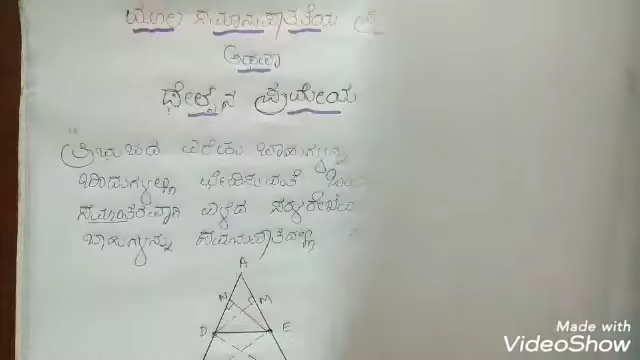 ಮೂಲ ಸಮಾನುಪಾತತೆಯ ಪ್ರ
ಅಥವಾ
ಥೇಲ್ಸ್‌ನ ಪ್ರಮೇಯ
ತ್ರಿಭುಜದ ಎರಡು ಬಾಹುಗಳನ್ನು
ಬಿಂದುಗಳಲ್ಲಿ ಛೇದಿಸುವಂತೆ
ಸಮಾಂತರವಾಗಿ ಎಳೆದ ಸರಳರೇಖೆಯು
ಬಾಹುಗಳನ್ನು ಸಮಾನುಪಾತದಲ್ಲಿ
A
N M
D E
Made with
VideoShow